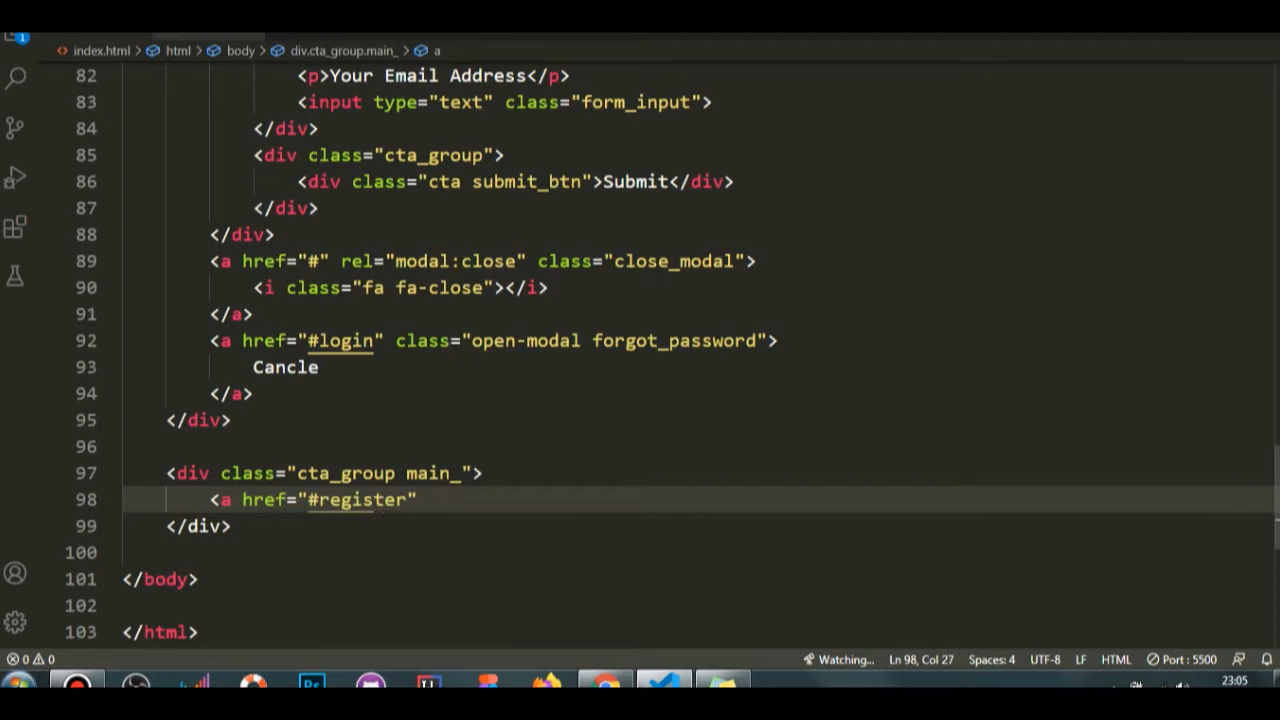 1
index.html > html > body > div.cta_group.main_ > a
82 <p>Your Email Address</p>
83 <input type="text" class="form_input">
84 </div>
85 <div class="cta_group">
86 <div class="cta submit_btn">Submit</div>
87 </div>
88 </div>
89 <a href="#" rel="modal:close" class="close_modal">
90 <i class="fa fa-close"></i>
91 </a>
92 <a href="#login" class="open-modal forgot_password">
93 Cancle
94 </a>
95 </div>
96
97 <div class="cta_group main_">
98 <a href="#register"
99 </div>
100
101 </body>
102
103 </html>
0 0 Watching... Ln 98, Col 27 Spaces: 4 UTF-8 LF HTML Port : 5500
Ps 23:05